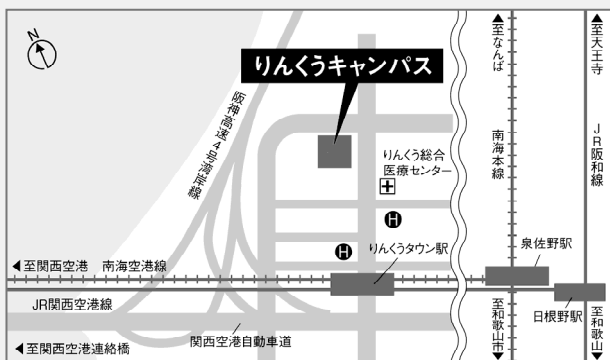 N
りんくうキャンパス
阪神高速4号湾岸線
りんくう総合
医療センター
H
H
りんくうタウン駅
▲至なんば
南海本線
至和歌山市▼
▲至大王寺
JR阪和線
至和歌山▼
泉佐野駅
日根野駅
◀至関西空港 南海空港線
JR関西空港線
関西空港自動車道
◀至関西空港連絡橋